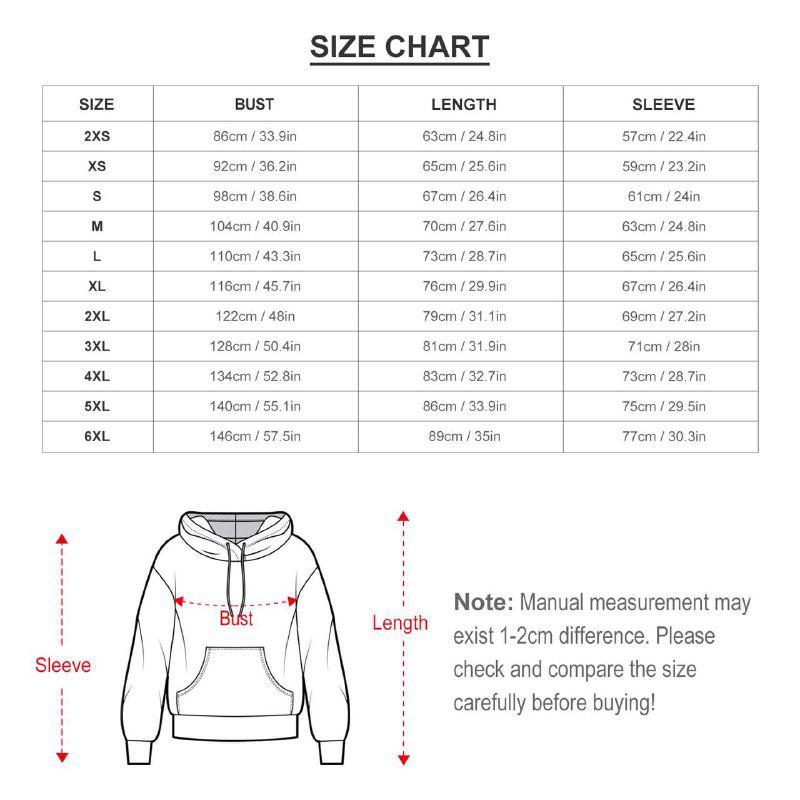 SIZE CHART
SIZE BUST LENGTH SLEEVE
2XS 86cm / 33.9in 63cm / 24.8in 57cm / 22.4in
XS 92cm / 36.2in 65cm / 25.6in 59cm / 23.2in
S 98cm / 38.6in 67cm / 26.4in 61cm / 24in
M 104cm / 40.9in 70cm / 27.6in 63cm / 24.8in
L 110cm / 43.3in 73cm / 28.7in 65cm / 25.6in
XL 116cm / 45.7in 76cm / 29.9in 67cm / 26.4in
2XL 122cm / 48in 79cm / 31.1in 69cm / 27.2in
3XL 128cm / 50.4in 81cm / 31.9in 71cm / 28in
4XL 134cm / 52.8in 83cm / 32.7in 73cm / 28.7in
5XL 140cm / 55.1in 86cm / 33.9in 75cm / 29.5in
6XL 146cm / 57.5in 89cm / 35in 77cm / 30.3in
Sleeve
Bust
Length
Note: Manual measurement may
exist 1-2cm difference. Please
check and compare the size
carefully before buying!